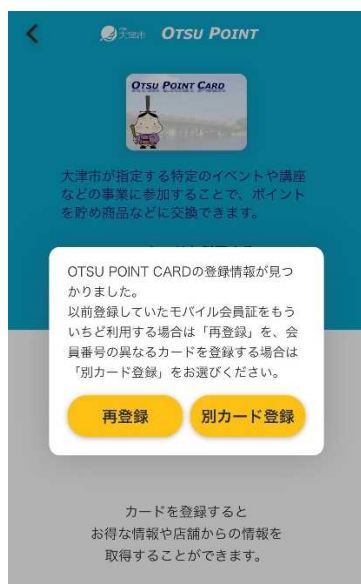 大津市 OTSU POINT
OTSU POINT CARD
大津市が指定する特定のイベントや講座
などの事業に参加することで、ポイント
を貯め商品などに交換できます。
OTSU POINT CARDの登録情報が見つ
かりました。
以前登録していたモバイル会員証をもう
いちど利用する場合は「再登録」を、会
員番号の異なるカードを登録する場合は
「別カード登録」をお選びください。
再登録 別カード登録
カードを登録すると
お得な情報や店舗からの情報を
取得することができます。